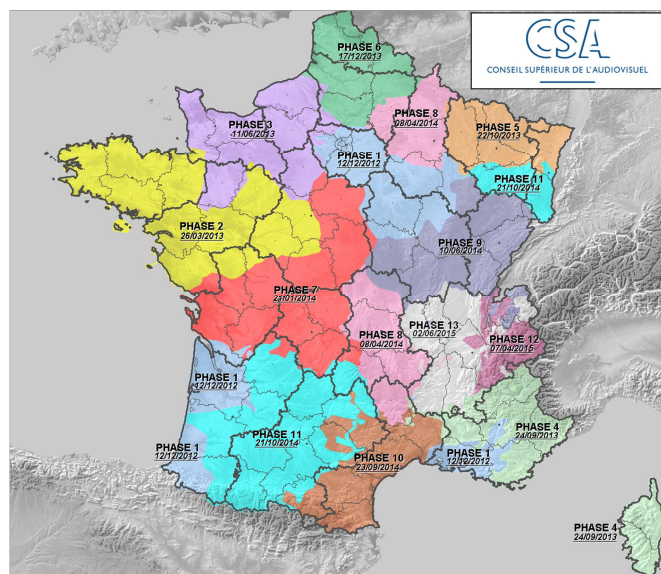 CSA
CONSEIL SUPÉRIEUR DE L'AUDIOVISUEL
PHASE 6
17/12/2013
PHASE 8
08/04/2014
PHASE 3
11/06/2013
PHASE 5
22/10/2013
PHASE 1
12/12/2012
PHASE 11
21/10/2014
PHASE 2
26/03/2013
PHASE 9
10/06/2014
PHASE 7
21/01/2014
PHASE 13
02/06/2015
PHASE 8
08/04/2014
PHASE 12
07/04/2015
PHASE 1
12/12/2012
PHASE 4
24/09/2013
PHASE 11
21/10/2014
PHASE 1
12/12/2012
PHASE 1
12/12/2012
PHASE 10
23/09/2014
PHASE 4
24/09/2013